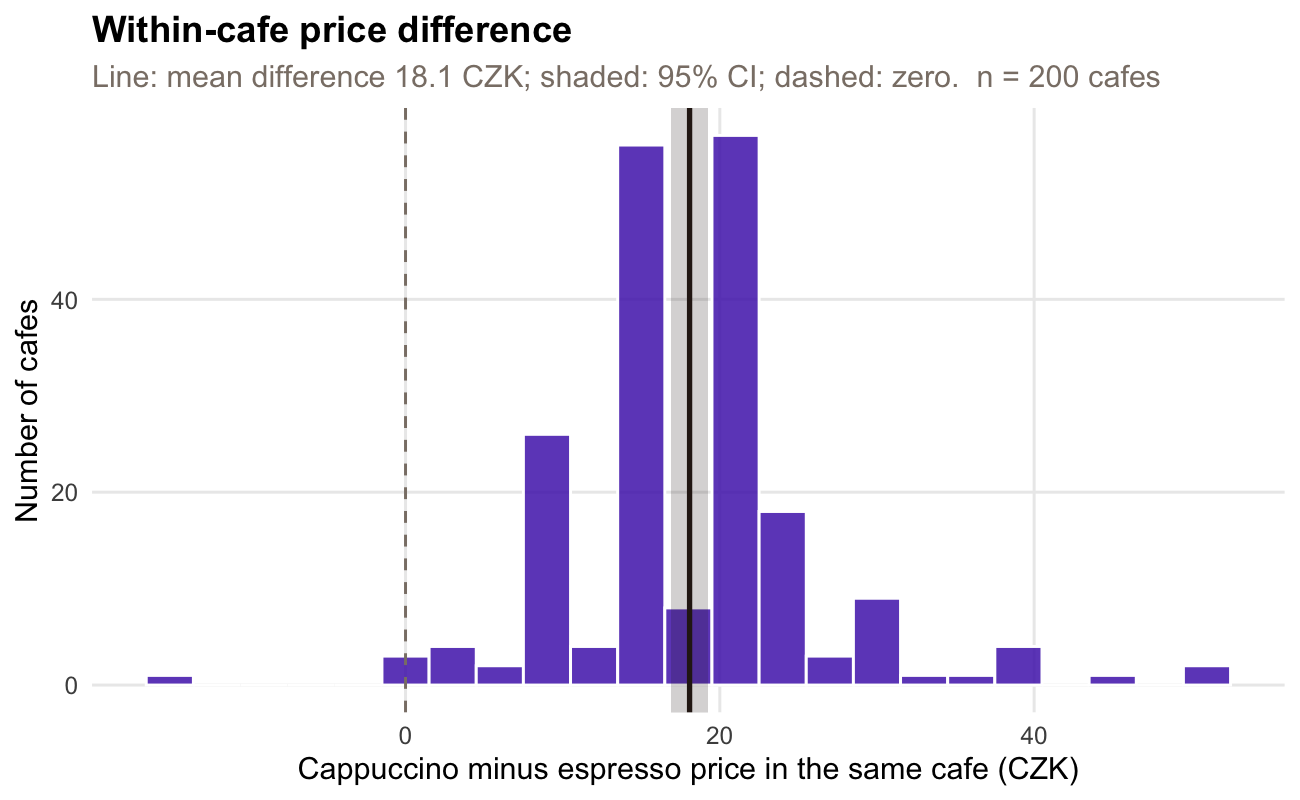 Within-cafe price difference
Line: mean difference 18.1 CZK; shaded: 95% CI; dashed: zero.  n = 200 cafes
Number of cafes
40
20
0
0
20
40
Cappuccino minus espresso price in the same cafe (CZK)